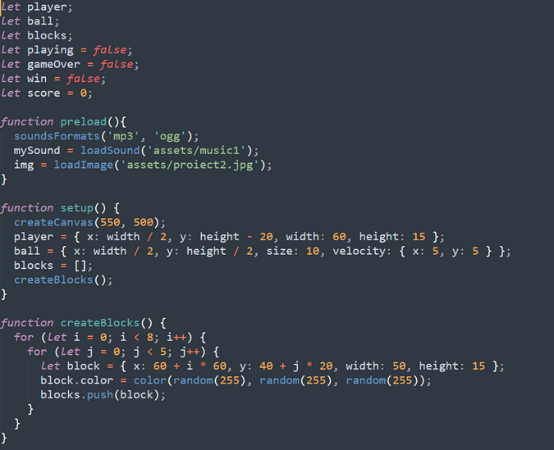 let player;
let ball;
let blocks;
let playing = false;
let gameOver = false;
let win = false;
let score = 0;

function preload(){
  soundsFormats('mp3', 'ogg');
  mySound = loadSound('assets/music1');
  img = loadImage('assets/proiect2.jpg');
}

function setup() {
  createCanvas(550, 500);
  player = { x: width / 2, y: height - 20, width: 60, height: 15 };
  ball = { x: width / 2, y: height / 2, size: 10, velocity: { x: 5, y: 5 } };
  blocks = [];
  createBlocks();
}

function createBlocks() {
  for (let i = 0; i < 8; i++) {
    for (let j = 0; j < 5; j++) {
      let block = { x: 60 + i * 60, y: 40 + j * 20, width: 50, height: 15 };
      block.color = color(random(255), random(255), random(255));
      blocks.push(block);
    }
  }
}